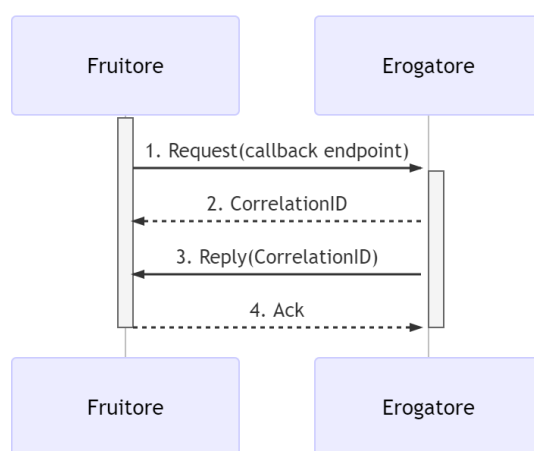 Fruitore
Erogatore
1. Request(callback endpoint)
2. CorrelationID
3. Reply(CorrelationID)
4. Ack
Fruitore
Erogatore